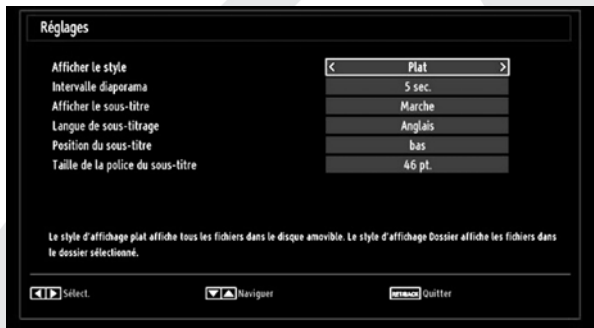 Réglages
Afficher le style < Plat >
Intervalle diaporama 5 sec.
Afficher le sous-titre Marche
Langue de sous-titrage Anglais
Position du sous-titre bas
Taille de la police du sous-titre 46 pt.
Le style d'affichage plat affiche tous les fichiers dans le disque amovible. Le style d'affichage Dossier affiche les fichiers dans
le dossier sélectionné.
Sélect. Naviguer Quitter